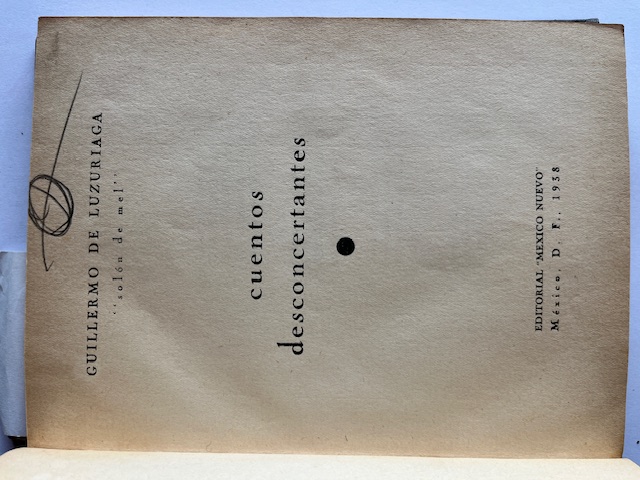 GUILLERMO DE LUZURIAGA
"solón de mel"
cuentos
desconcertantes
EDITORIAL "MEXICO NUEVO"
México, D. F., 1938